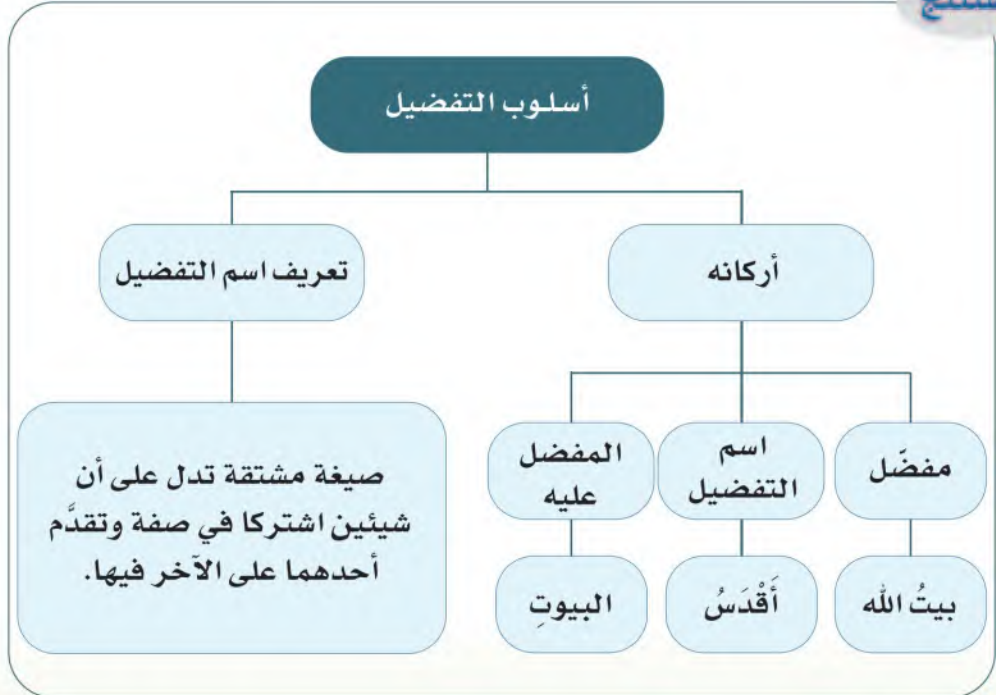 أسلوب التفضيل
أركانه
تعريف اسم التفضيل
مفضّل
اسم
التفضيل
المفضل
عليه
بيتُ الله
أَقْدَسُ
البيوتِ
صيغة مشتقة تدل على أن
شيئين اشتركا في صفة وتقدَّم
أحدهما على الآخر فيها.